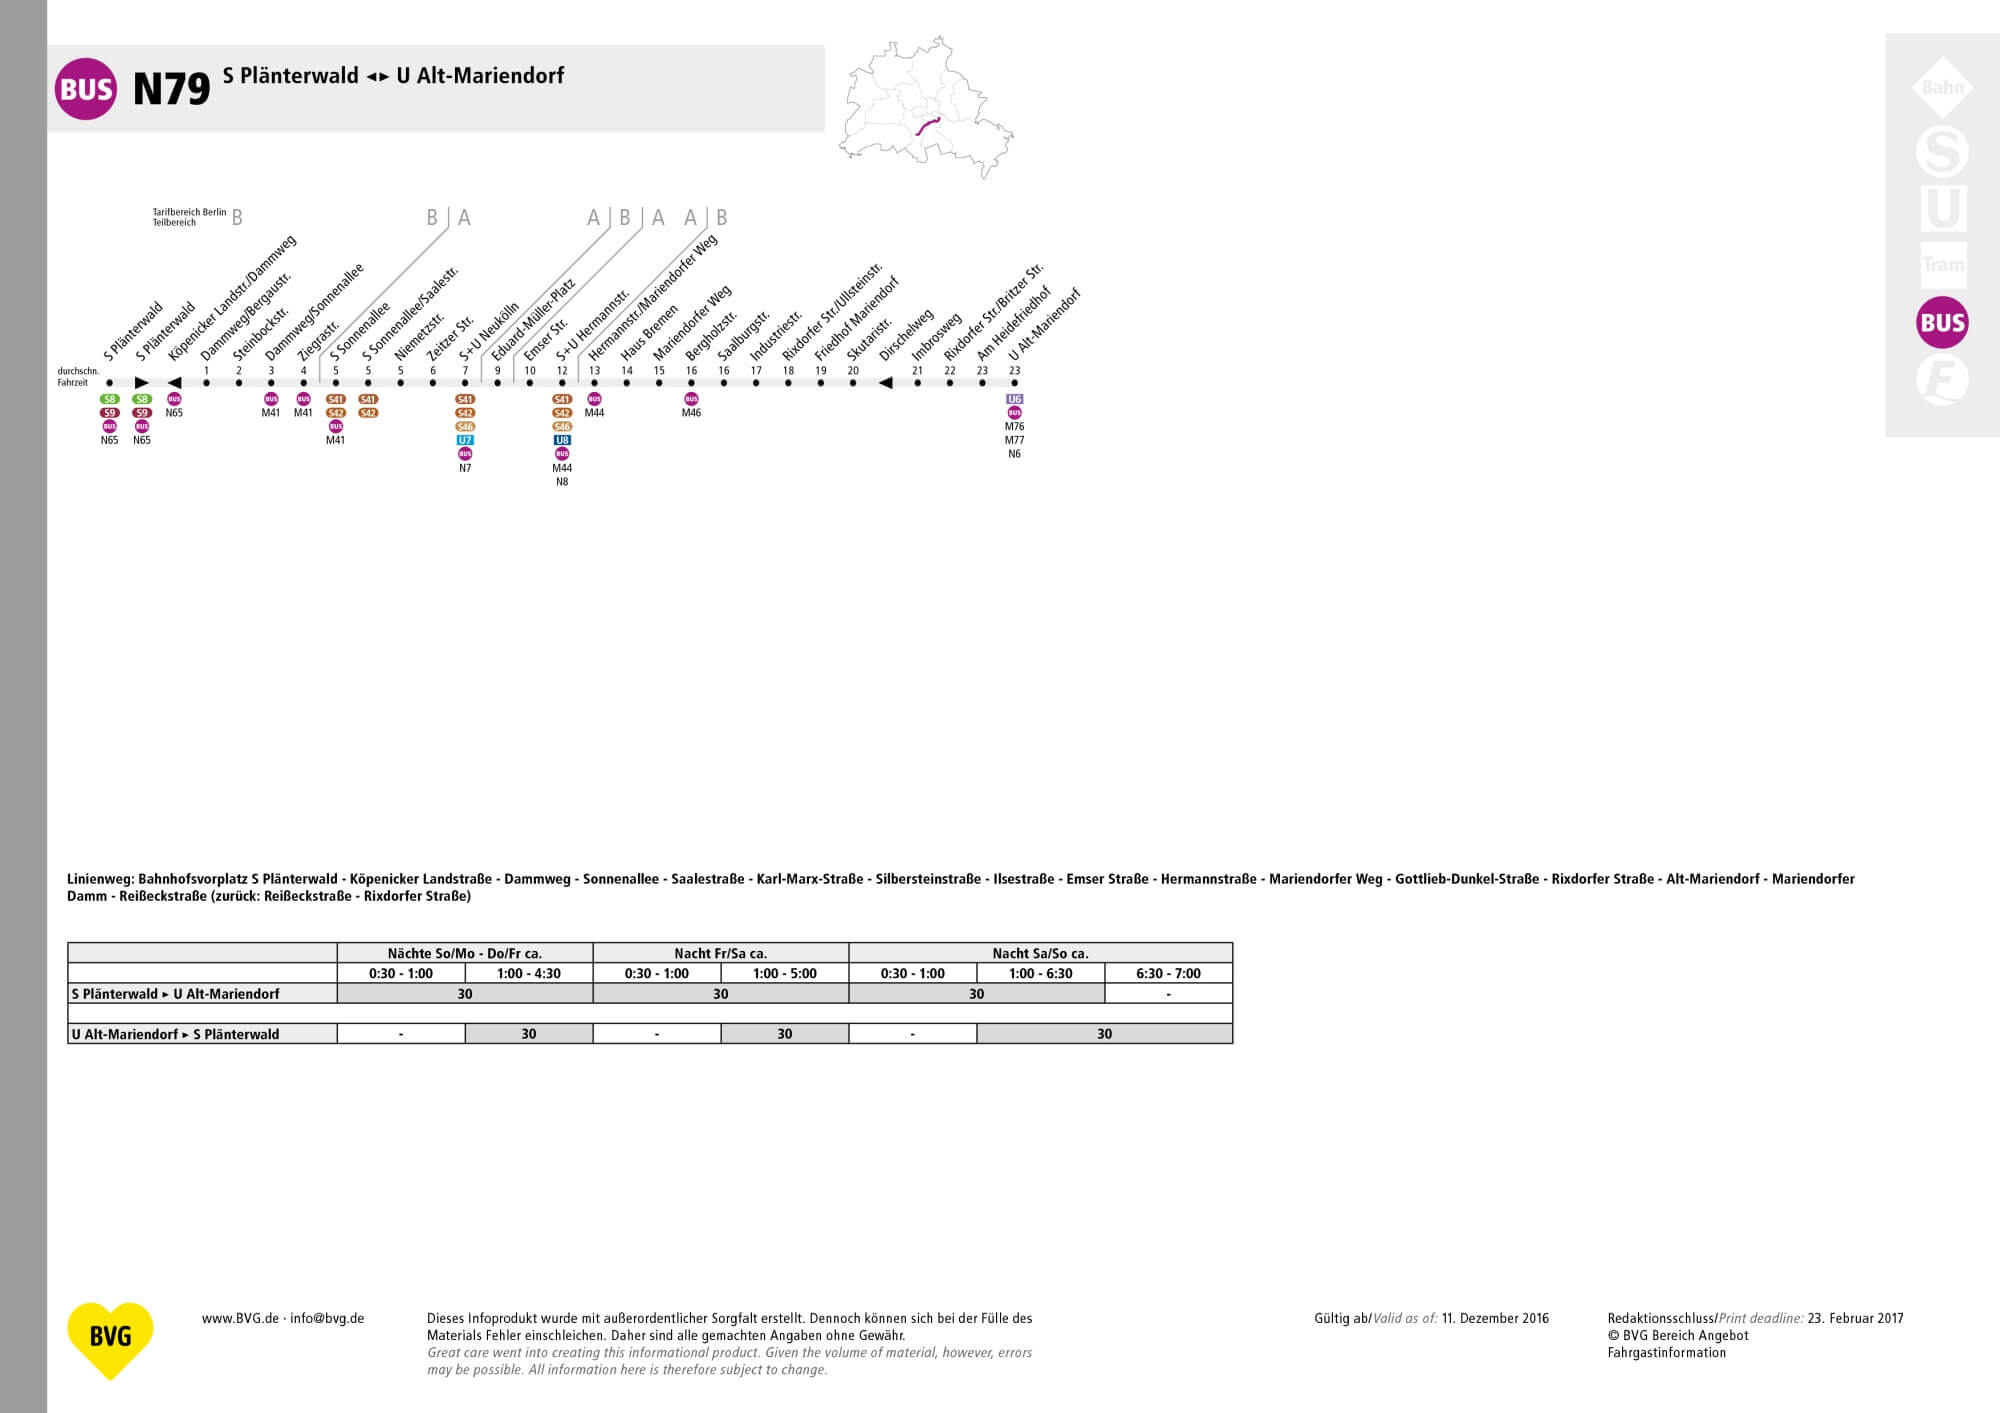 BUS N79 S Plänterwald ◂▸ U Alt-Mariendorf
Bahn
S
U
Tram
BUS
F
Tarifbereich Berlin
Teilbereich
B B A A B A A B
S Plänterwald
S Plänterwald
Köpenicker Landstr./Dammweg
Dammweg/Bergaustr.
Steinbockstr.
Dammweg/Sonnenallee
Ziegrastr.
S Sonnenallee
S Sonnenallee/Saalestr.
Niemetzstr.
Zeitzer Str.
S+U Neukölln
Eduard-Müller-Platz
Emser Str.
S+U Hermannstr.
Hermannstr./Mariendorfer Weg
Haus Bremen
Mariendorfer Weg
Bergholzstr.
Saalburgstr.
Industriestr.
Rixdorfer Str./Ullsteinstr.
Friedhof Mariendorf
Skutaristr.
Dirschelweg
Imbrosweg
Rixdorfer Str./Britzer Str.
Am Heidefriedhof
U Alt-Mariendorf
durchschn.
Fahrzeit
1 2 3 4 5 5 5 6 7 9 10 12 13 14 15 16 16 17 18 19 20 21 22 23 23
S8 S8 BUS BUS BUS S41 S41 S41 S41 BUS BUS U6
S9 S9 N65 M41 M41 S42 S42 S42 S42 M44 M46 BUS
BUS BUS BUS S46 S46 M76
N65 N65 M41 U7 U8 M77
BUS BUS N6
N7 M44
N8
Linienweg: Bahnhofsvorplatz S Plänterwald - Köpenicker Landstraße - Dammweg - Sonnenallee - Saalestraße - Karl-Marx-Straße - Silbersteinstraße - Ilsestraße - Emser Straße - Hermannstraße - Mariendorfer Weg - Gottlieb-Dunkel-Straße - Rixdorfer Straße - Alt-Mariendorf - Mariendorfer
Damm - Reißeckstraße (zurück: Reißeckstraße - Rixdorfer Straße)
Nächte So/Mo - Do/Fr ca. Nacht Fr/Sa ca. Nacht Sa/So ca.
0:30 - 1:00 1:00 - 4:30 0:30 - 1:00 1:00 - 5:00 0:30 - 1:00 1:00 - 6:30 6:30 - 7:00
S Plänterwald ▸ U Alt-Mariendorf 30 30 30 -
U Alt-Mariendorf ▸ S Plänterwald - 30 - 30 - 30
BVG
www.BVG.de · info@bvg.de
Dieses Infoprodukt wurde mit außerordentlicher Sorgfalt erstellt. Dennoch können sich bei der Fülle des
Materials Fehler einschleichen. Daher sind alle gemachten Angaben ohne Gewähr.
Great care went into creating this informational product. Given the volume of material, however, errors
may be possible. All information here is therefore subject to change.
Gültig ab/Valid as of: 11. Dezember 2016
Redaktionsschluss/Print deadline: 23. Februar 2017
© BVG Bereich Angebot
Fahrgastinformation